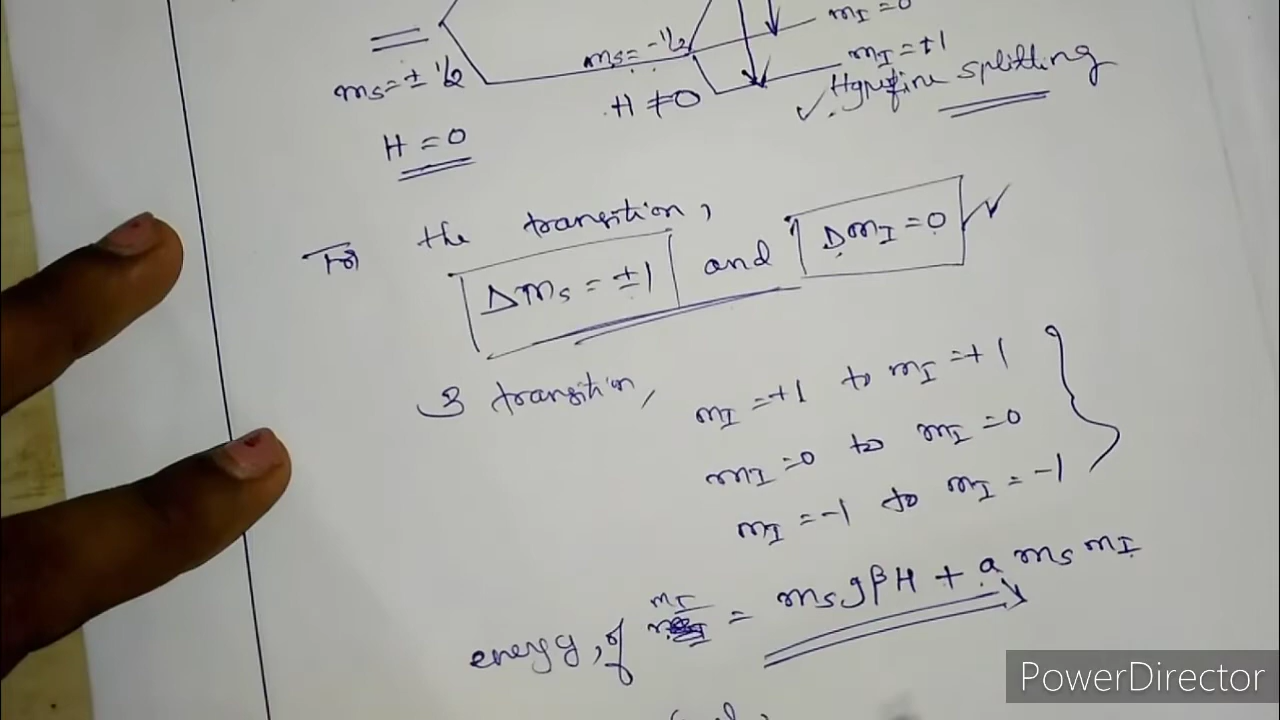 mI = 0
ms = -½
mI = +1
ms = ± ½
H ≠ 0
✓. Hyperfine splitting
H = 0
For the transition,
Δms = ±1 and ΔmI = 0 ✓
3 transition, mI = +1 to mI = +1
mI = 0 to mI = 0
mI = -1 to mI = -1
energy, of mI = msgβH + a ms mI
PowerDirector